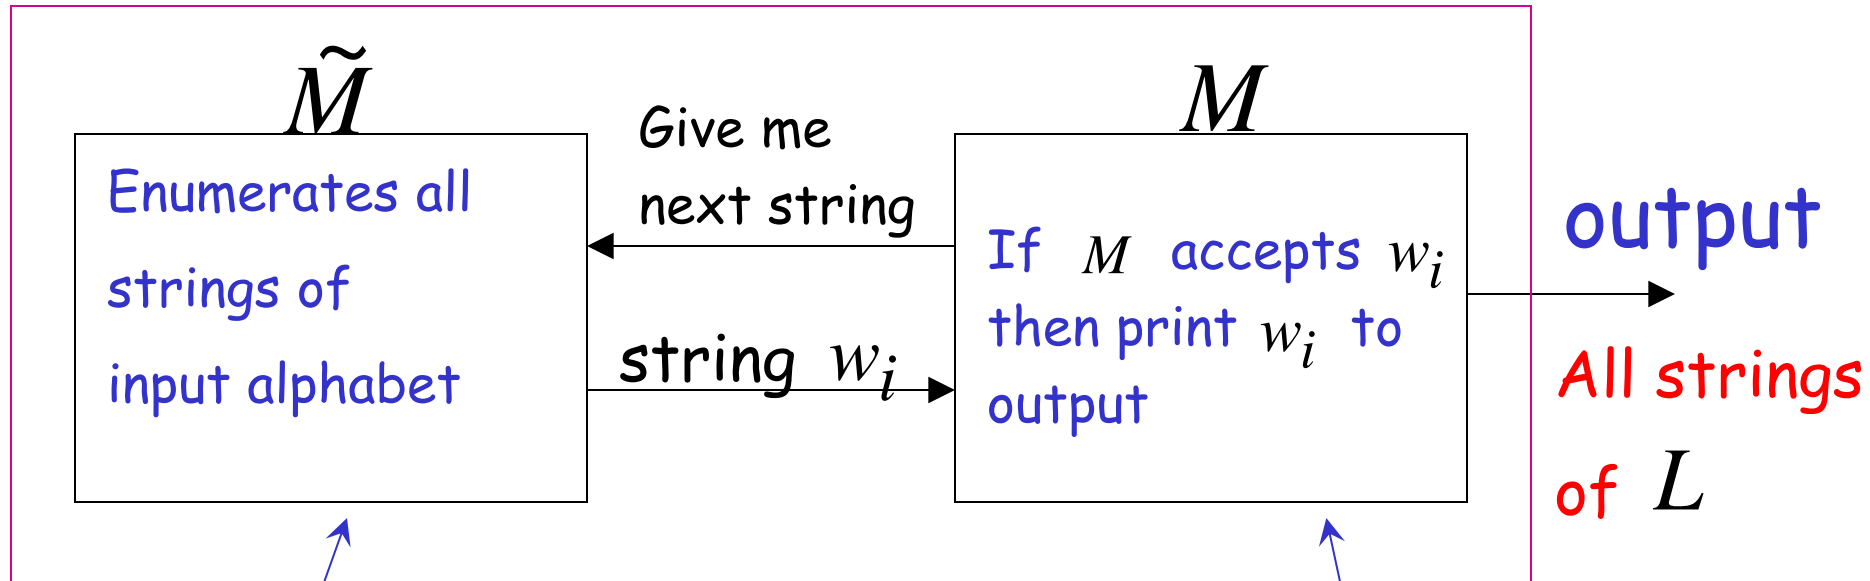 M̃
Enumerates all
strings of
input alphabet
Give me
next string
string wᵢ
M
If M accepts wᵢ
then print wᵢ to
output
output
All strings
of L